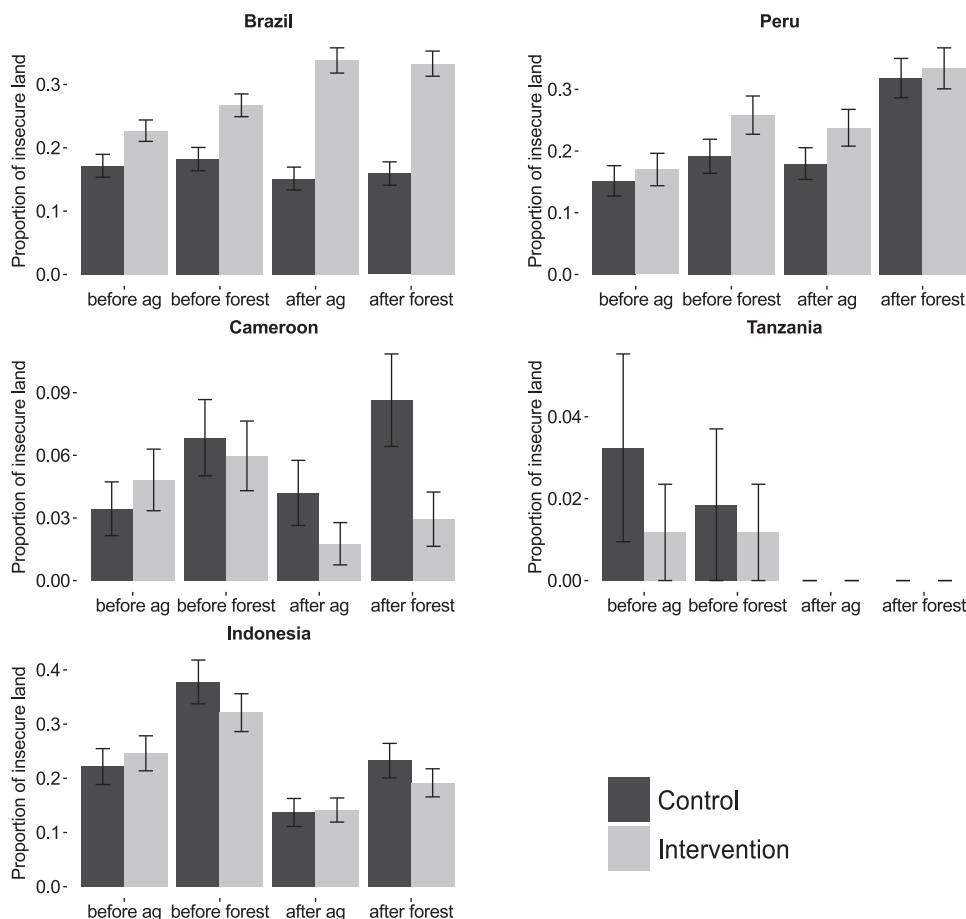 Brazil
Proportion of insecure land
0.3
0.2
0.1
0.0
before ag before forest after ag after forest
Peru
Proportion of insecure land
0.3
0.2
0.1
0.0
before ag before forest after ag after forest
Cameroon
Proportion of insecure land
0.09
0.06
0.03
0.00
before ag before forest after ag after forest
Tanzania
Proportion of insecure land
0.04
0.02
0.00
before ag before forest after ag after forest
Indonesia
Proportion of insecure land
0.4
0.3
0.2
0.1
0.0
before ag before forest after ag after forest
Control
Intervention